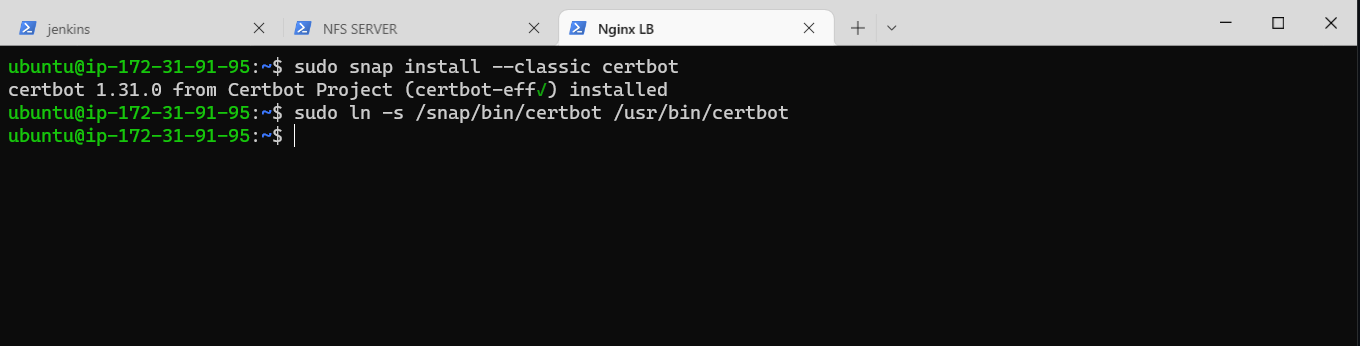 jenkins
NFS SERVER
Nginx LB
ubuntu@ip-172-31-91-95:~$ sudo snap install --classic certbot
certbot 1.31.0 from Certbot Project (certbot-eff✓) installed
ubuntu@ip-172-31-91-95:~$ sudo ln -s /snap/bin/certbot /usr/bin/certbot
ubuntu@ip-172-31-91-95:~$